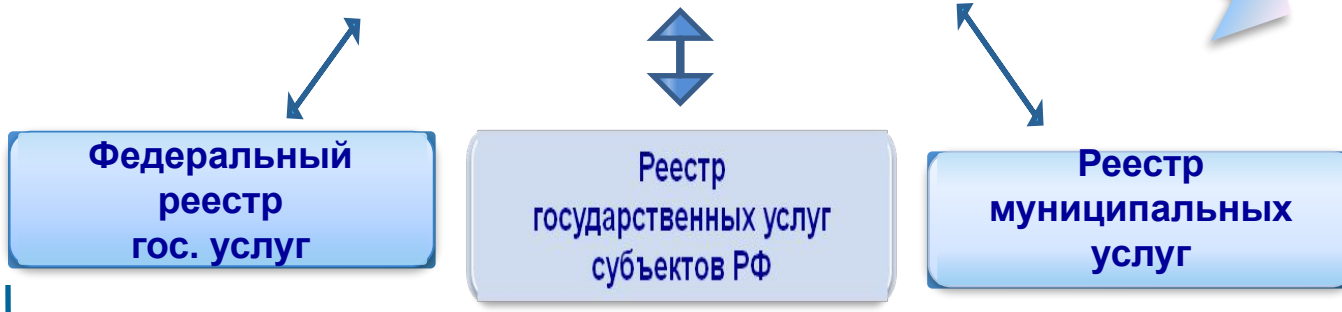 Федеральный
реестр
гос. услуг
Реестр
государственных услуг
субъектов РФ
Реестр
муниципальных
услуг